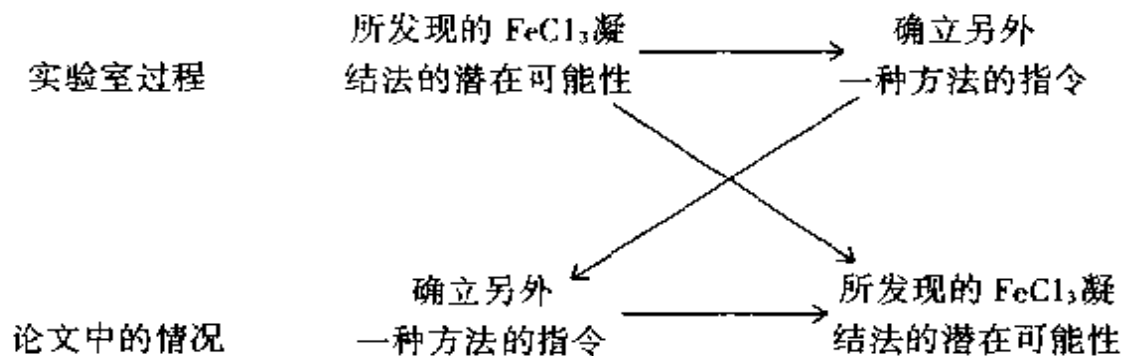 所发现的 FeCl₃凝 确立另外
实验室过程 结法的潜在可能性 一种方法的指令
确立另外 所发现的 FeCl₃凝
论文中的情况 一种方法的指令 结法的潜在可能性